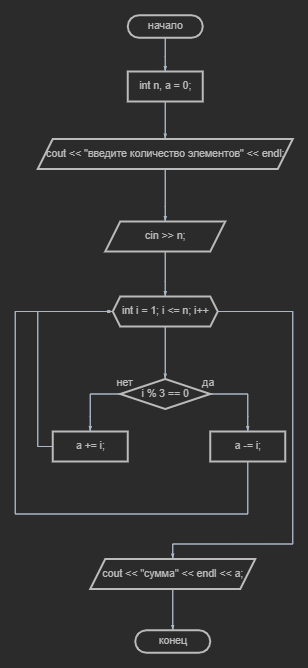 начало
int n, a = 0;
cout << "введите количество элементов" << endl;
cin >> n;
int i = 1; i <= n; i++
нет
да
i % 3 == 0
a += i;
a -= i;
cout << "сумма" << endl << a;
конец